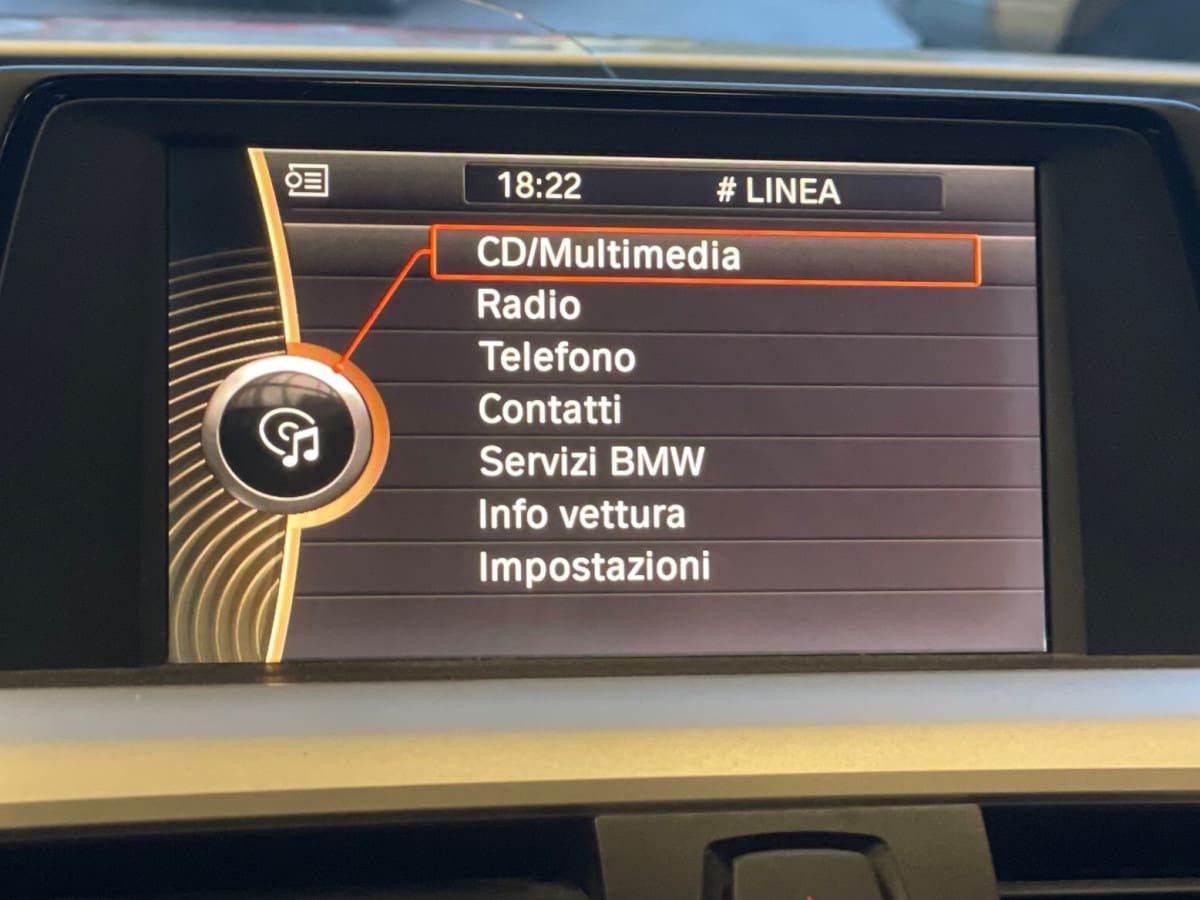 18:22 # LINEA
CD/Multimedia
Radio
Telefono
Contatti
Servizi BMW
Info vettura
Impostazioni